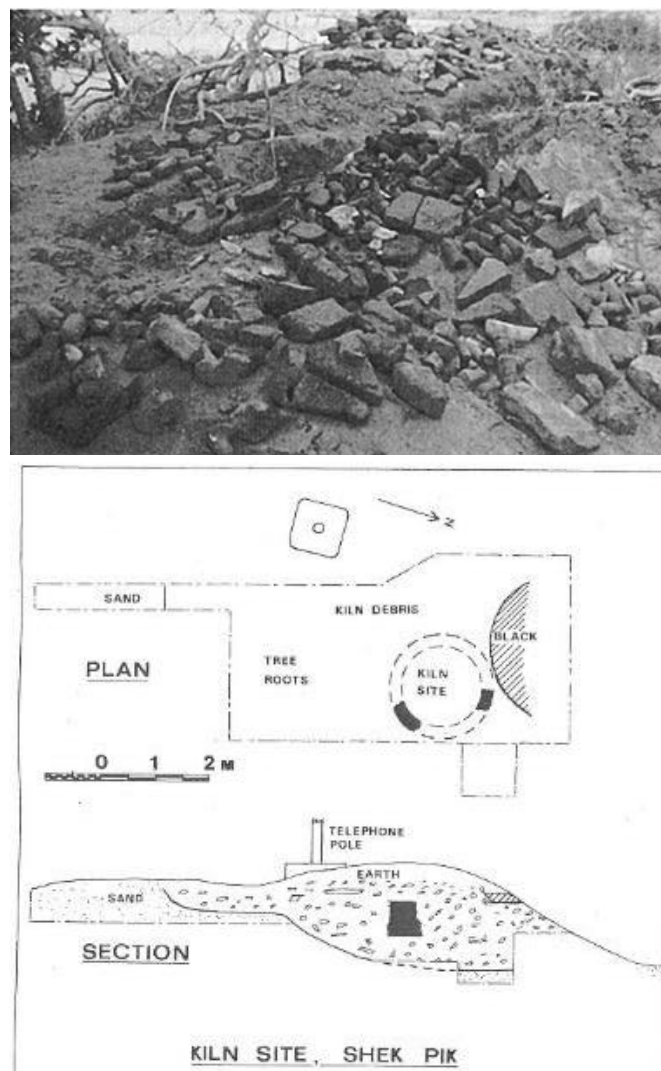 N
SAND
KILN DEBRIS
BLACK
PLAN
TREE
ROOTS
KILN
SITE
0 1 2 M
TELEPHONE
POLE
EARTH
SAND
SECTION
KILN SITE, SHEK PIK